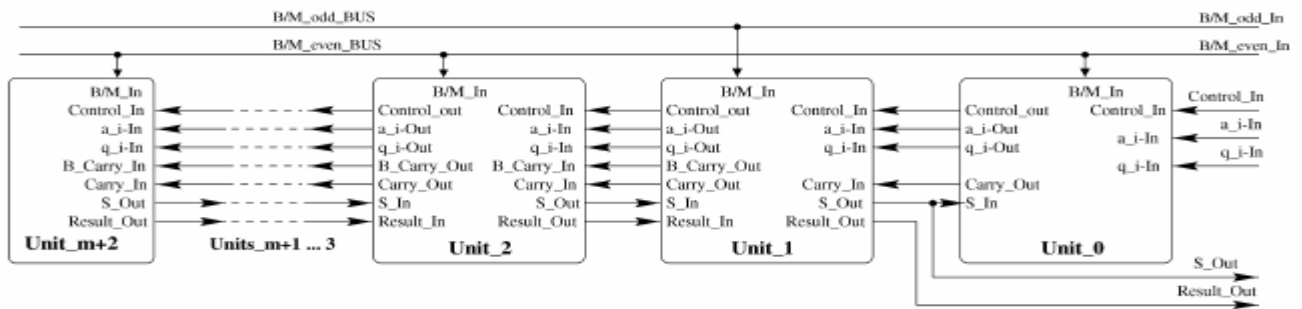 B/M_odd_BUS B/M_odd_In
B/M_even_BUS B/M_even_In
B/M_In B/M_In B/M_In B/M_In
Control_In Control_out Control_In Control_out Control_In Control_out Control_In Control_In
a_i-In a_i-Out a_i-In a_i-Out a_i-In a_i-Out a_i-In a_i-In
q_i-In q_i-Out q_i-In q_i-Out q_i-In q_i-Out q_i-In q_i-In
B_Carry_In B_Carry_Out B_Carry_In B_Carry_Out
Carry_In Carry_Out Carry_In Carry_Out Carry_In Carry_Out
S_Out S_In S_Out S_In S_Out S_In
Result_Out Result_In Result_Out Result_In Result_Out
Unit_m+2 Units_m+1 ... 3 Unit_2 Unit_1 Unit_0
S_Out
Result_Out